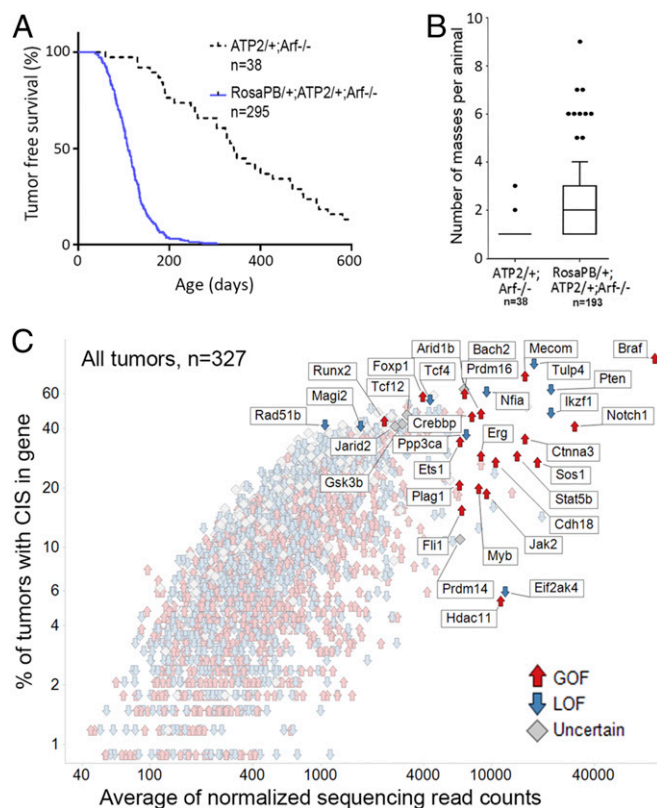 A
Tumor free survival (%)
100
50
0
0
200
400
600
Age (days)
ATP2/+;Arf-/-
n=38
RosaPB/+;ATP2/+;Arf-/-
n=295
B
Number of masses per animal
10
8
6
4
2
0
ATP2/+;
Arf-/-
n=38
RosaPB/+;
ATP2/+;Arf-/-
n=193
C
All tumors, n=327
% of tumors with CIS in gene
60
40
20
10
6
4
2
1
40
100
400
1000
4000
10000
40000
Average of normalized sequencing read counts
Arid1b
Bach2
Mecom
Braf
Foxp1
Tcf4
Prdm16
Tulp4
Runx2
Tcf12
Nfia
Pten
Magi2
Rad51b
Crebbp
Ikzf1
Jarid2
Ppp3ca
Erg
Notch1
Gsk3b
Ets1
Ctnna3
Sos1
Plag1
Stat5b
Cdh18
Fli1
Myb
Jak2
Prdm14
Eif2ak4
Hdac11
GOF
LOF
Uncertain